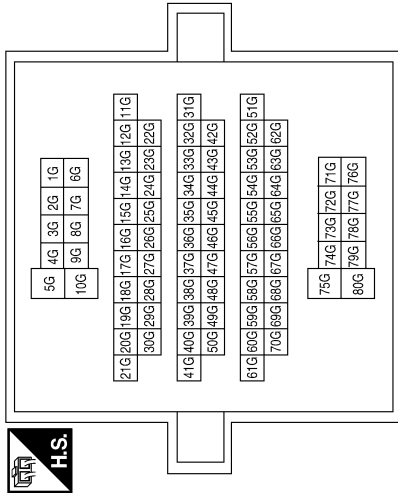 5G 4G 3G 2G 1G
10G 9G 8G 7G 6G
21G 20G 19G 18G 17G 16G 15G 14G 13G 12G 11G
30G 29G 28G 27G 26G 25G 24G 23G 22G
41G 40G 39G 38G 37G 36G 35G 34G 33G 32G 31G
50G 49G 48G 47G 46G 45G 44G 43G 42G
61G 60G 59G 58G 57G 56G 55G 54G 53G 52G 51G
70G 69G 68G 67G 66G 65G 64G 63G 62G
75G 74G 73G 72G 71G
80G 79G 78G 77G 76G
H.S.